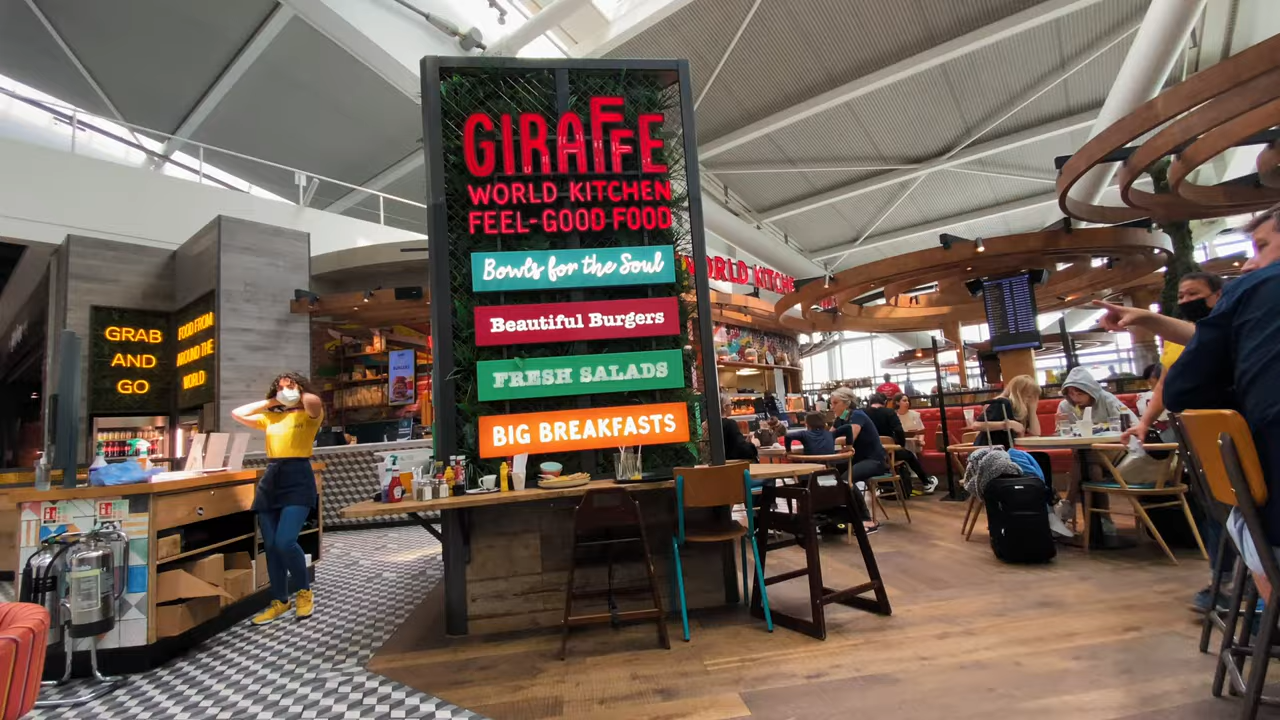 GIRAFFE
WORLD KITCHEN
FEEL-GOOD FOOD
Bowls for the Soul
Beautiful Burgers
FRESH SALADS
BIG BREAKFASTS
GRAB
AND
GO
FOOD FROM
AROUND THE
WORLD
WORLD KITCHE